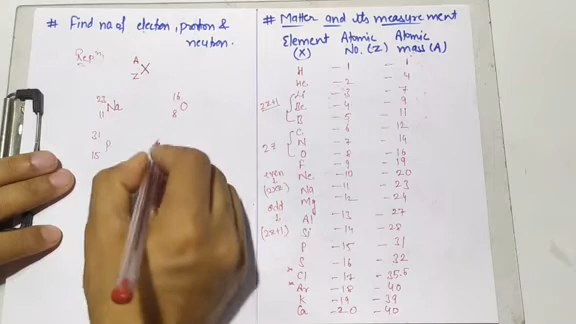 # Find no of electon, proton &
neutron.
Repⁿ
A
Z X
23
11 Na
16
8 O
31
15 P
# Matter and its measurement
Element Atomic Atomic
(X) No. (Z) mass (A)
H - 1 - 1
He - 2 - 4
Li - 3 - 7
2z+1 Be - 4 - 9
B - 5 - 11
C - 6 - 12
2z N - 7 - 14
O - 8 - 16
F - 9 - 19
even Ne - 10 - 20
(2xz) Na - 11 - 23
Mg - 12 - 24
odd Al - 13 - 27
(2z+1) Si - 14 - 28
P - 15 - 31
S - 16 - 32
* Cl - 17 - 35.5
* Ar - 18 - 40
K - 19 - 39
Ca - 20 - 40